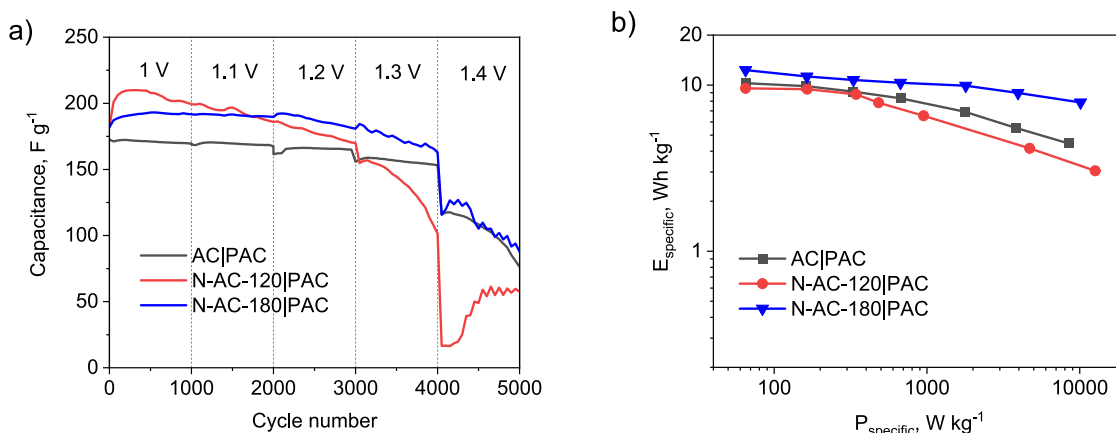 a)
250
200
150
100
50
0
Capacitance, F g⁻¹
1 V
1.1 V
1.2 V
1.3 V
1.4 V
AC|PAC
N-AC-120|PAC
N-AC-180|PAC
0
1000
2000
3000
4000
5000
Cycle number
b)
20
10
1
E_specific, Wh kg⁻¹
AC|PAC
N-AC-120|PAC
N-AC-180|PAC
100
1000
10000
P_specific, W kg⁻¹